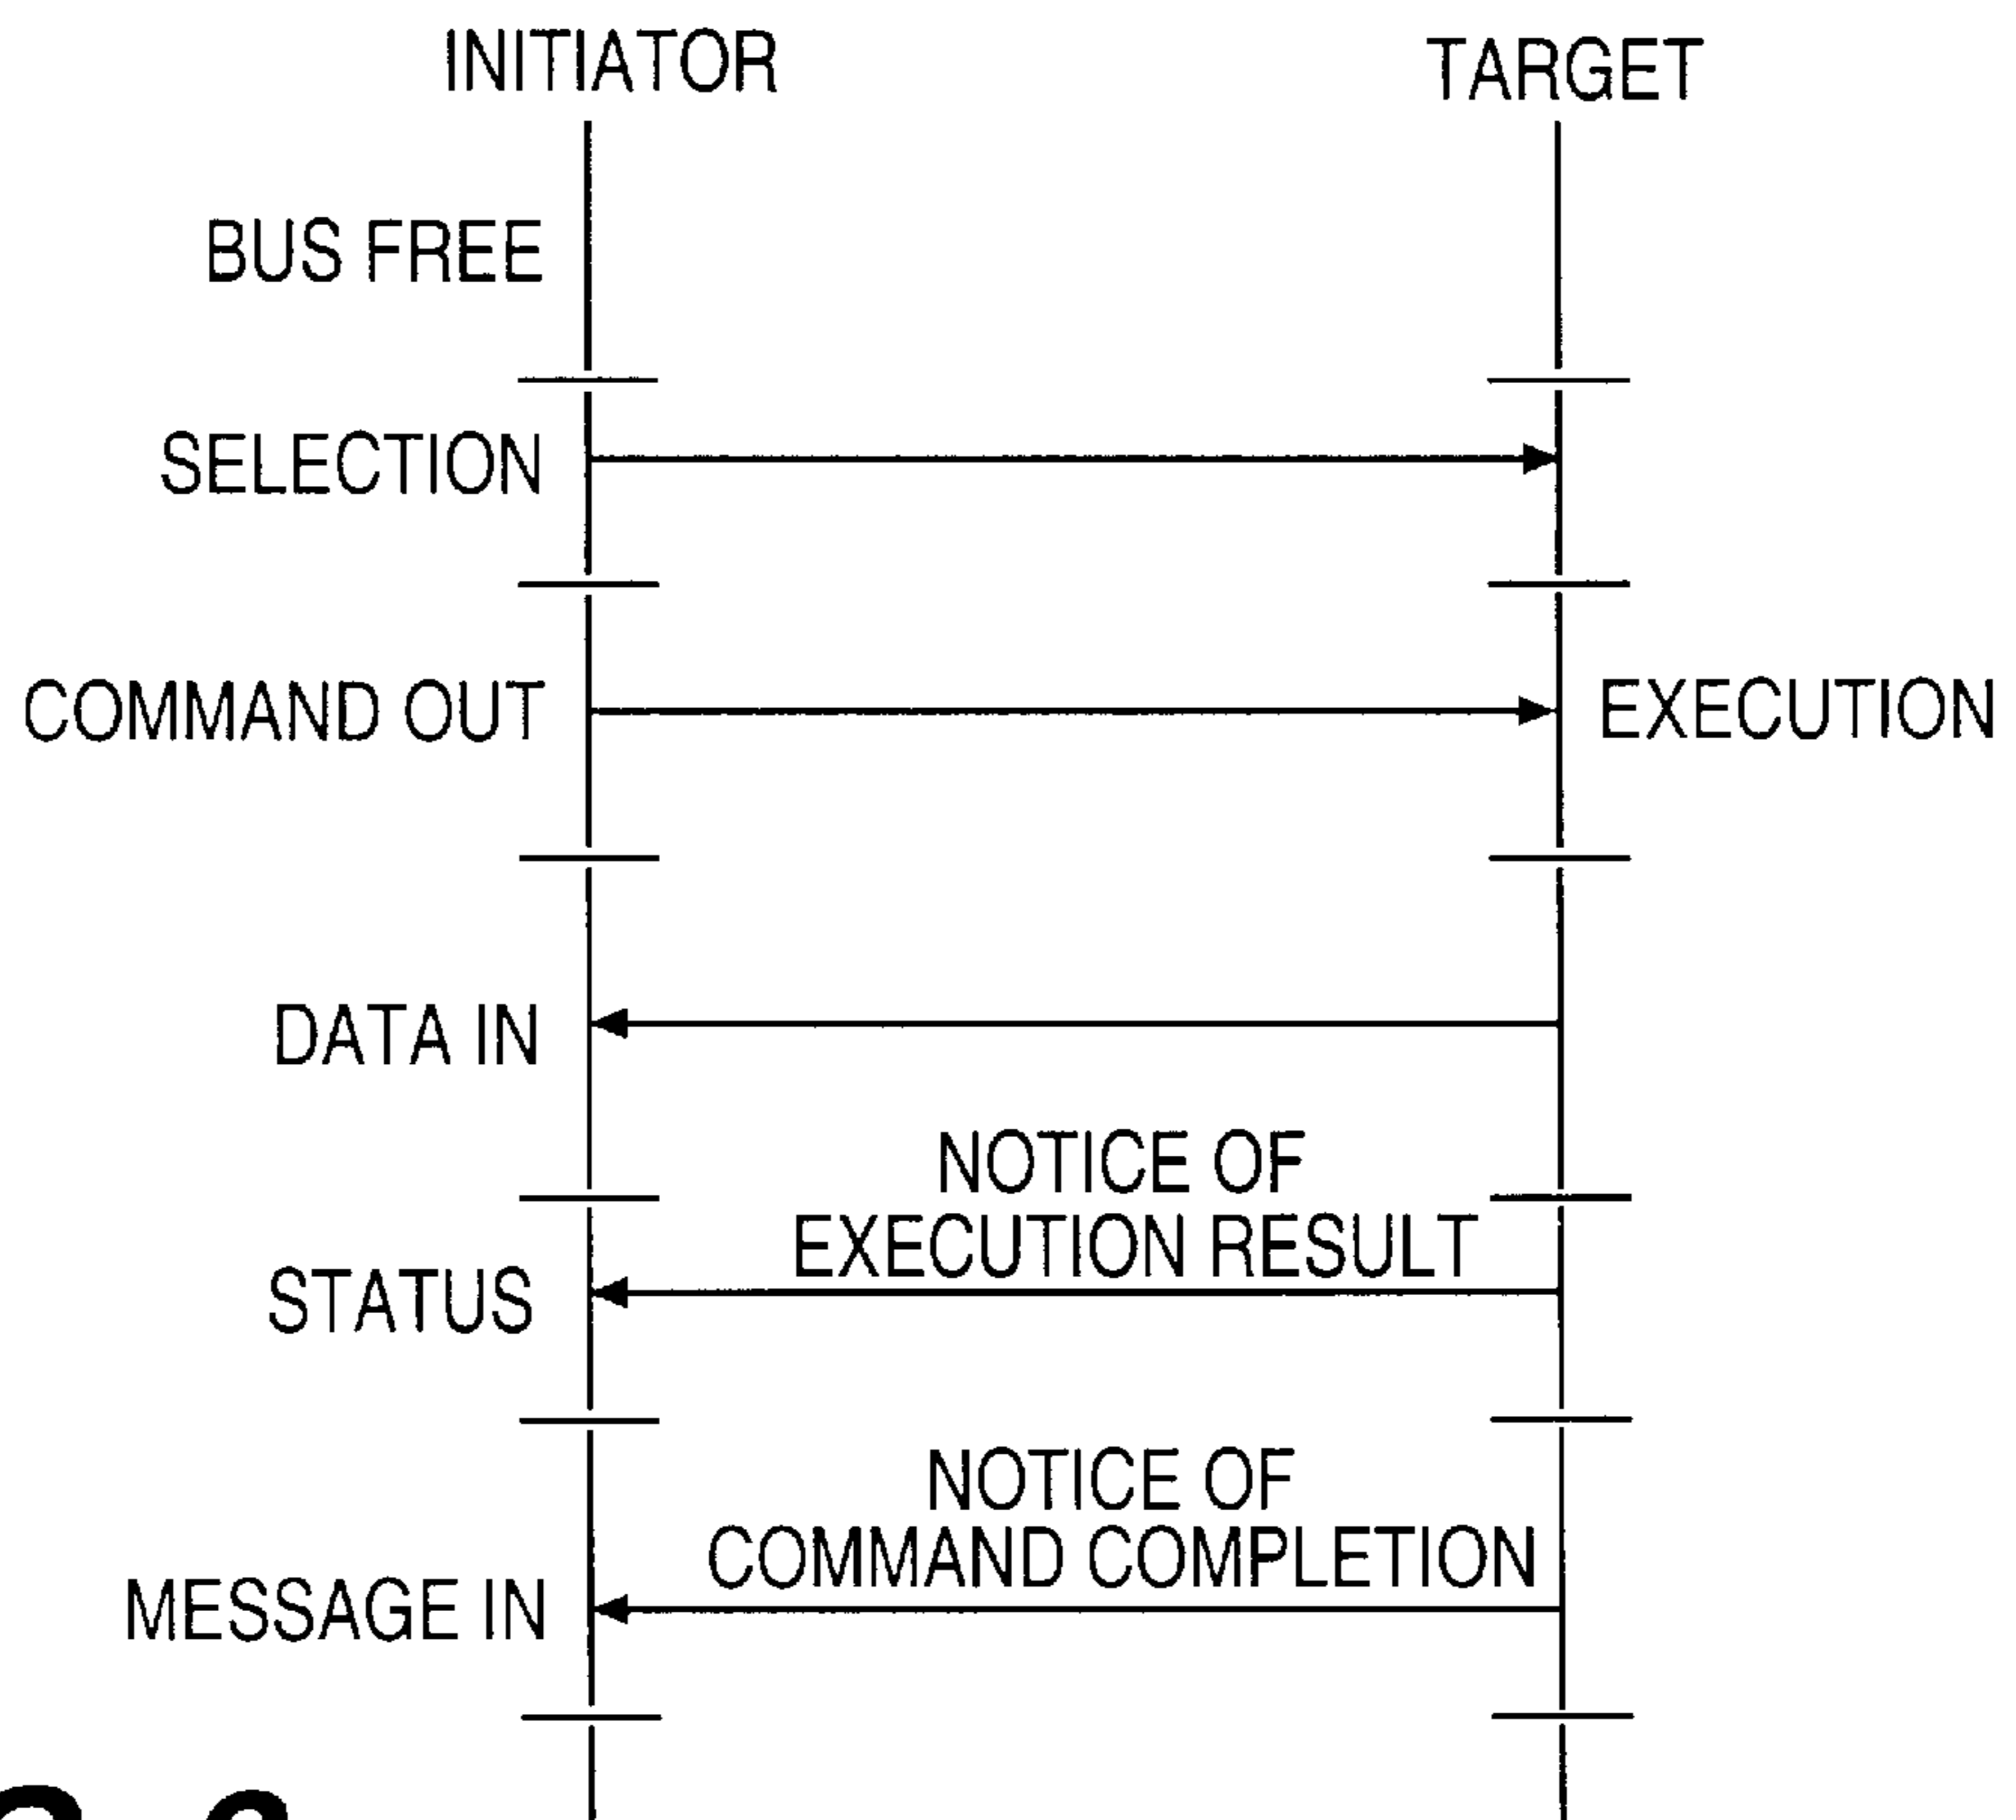 INITIATOR
TARGET
BUS FREE
SELECTION
COMMAND OUT
EXECUTION
DATA IN
NOTICE OF
EXECUTION RESULT
STATUS
NOTICE OF
COMMAND COMPLETION
MESSAGE IN